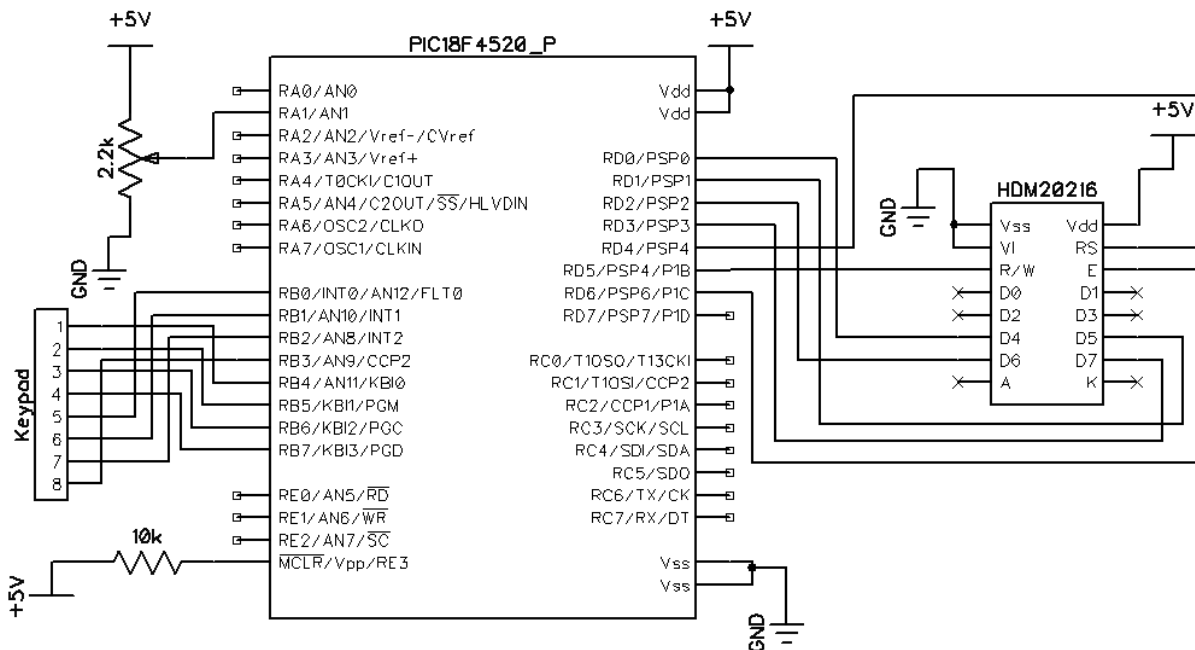 +5V
2.2k
GND
PIC18F4520_P
RA0/AN0
RA1/AN1
RA2/AN2/Vref-/CVref
RA3/AN3/Vref+
RA4/T0CKI/C1OUT
RA5/AN4/C2OUT/SS/HLVDIN
RA6/OSC2/CLKO
RA7/OSC1/CLKIN
RB0/INT0/AN12/FLT0
RB1/AN10/INT1
RB2/AN8/INT2
RB3/AN9/CCP2
RB4/AN11/KBI0
RB5/KBI1/PGM
RB6/KBI2/PGC
RB7/KBI3/PGD
RE0/AN5/RD
RE1/AN6/WR
RE2/AN7/SC
MCLR/Vpp/RE3
Keypad
1
2
3
4
5
6
7
8
10k
+5V
+5V
Vdd
Vdd
RD0/PSP0
RD1/PSP1
RD2/PSP2
RD3/PSP3
RD4/PSP4
RD5/PSP4/P1B
RD6/PSP6/P1C
RD7/PSP7/P1D
RC0/T1OSO/T13CKI
RC1/T1OSI/CCP2
RC2/CCP1/P1A
RC3/SCK/SCL
RC4/SDI/SDA
RC5/SDO
RC6/TX/CK
RC7/RX/DT
Vss
Vss
GND
GND
+5V
HDM20216
Vss Vdd
VI RS
R/W E
D0 D1
D2 D3
D4 D5
D6 D7
A K